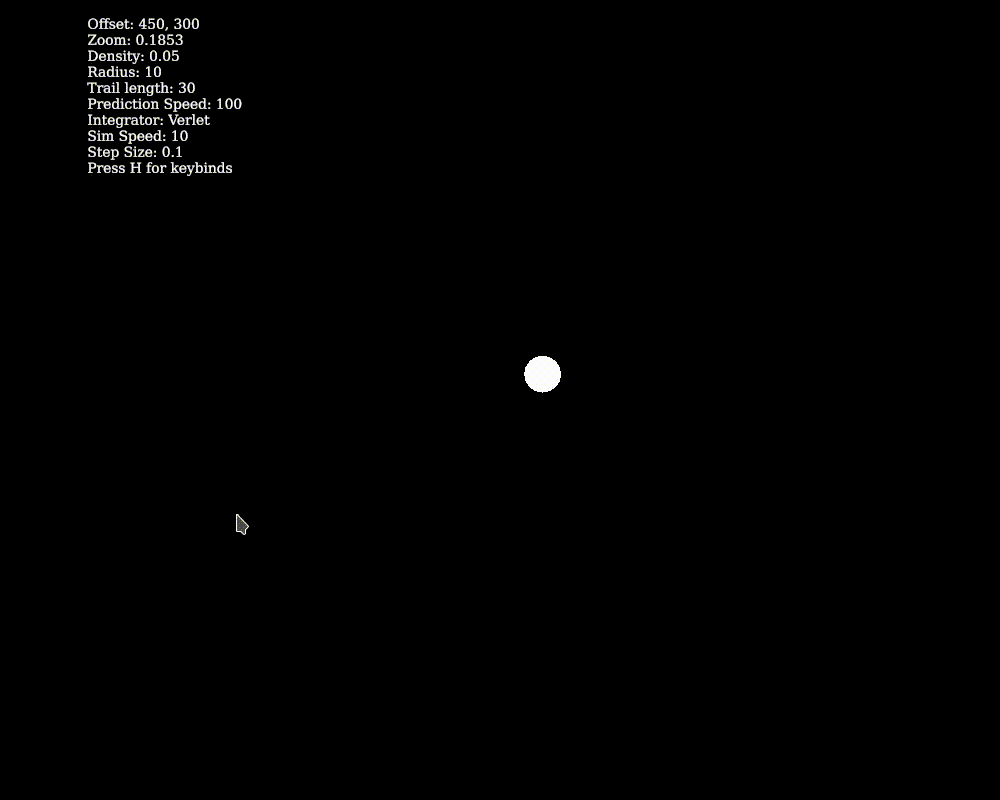 Offset: 450, 300
Zoom: 0.1853
Density: 0.05
Radius: 10
Trail length: 30
Prediction Speed: 100
Integrator: Verlet
Sim Speed: 10
Step Size: 0.1
Press H for keybinds